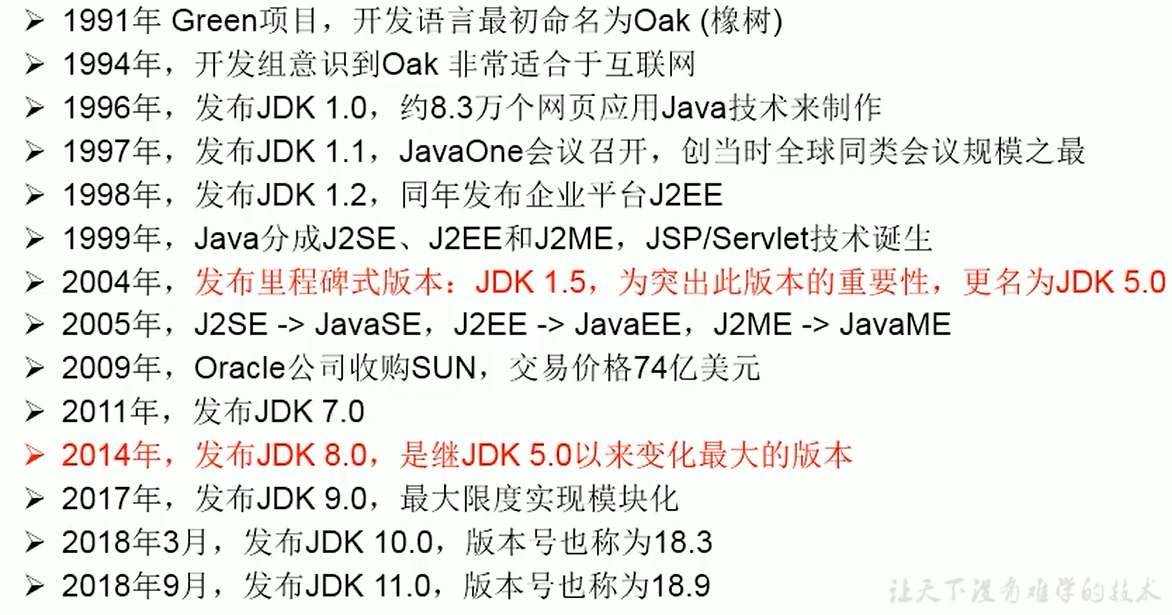 ➢ 1991年 Green项目，开发语言最初命名为Oak (橡树)
➢ 1994年，开发组意识到Oak 非常适合于互联网
➢ 1996年，发布JDK 1.0，约8.3万个网页应用Java技术来制作
➢ 1997年，发布JDK 1.1，JavaOne会议召开，创当时全球同类会议规模之最
➢ 1998年，发布JDK 1.2，同年发布企业平台J2EE
➢ 1999年，Java分成J2SE、J2EE和J2ME，JSP/Servlet技术诞生
➢ 2004年，发布里程碑式版本：JDK 1.5，为突出此版本的重要性，更名为JDK 5.0
➢ 2005年，J2SE -> JavaSE，J2EE -> JavaEE，J2ME -> JavaME
➢ 2009年，Oracle公司收购SUN，交易价格74亿美元
➢ 2011年，发布JDK 7.0
➢ 2014年，发布JDK 8.0，是继JDK 5.0以来变化最大的版本
➢ 2017年，发布JDK 9.0，最大限度实现模块化
➢ 2018年3月，发布JDK 10.0，版本号也称为18.3
➢ 2018年9月，发布JDK 11.0，版本号也称为18.9
让天下没有难学的技术